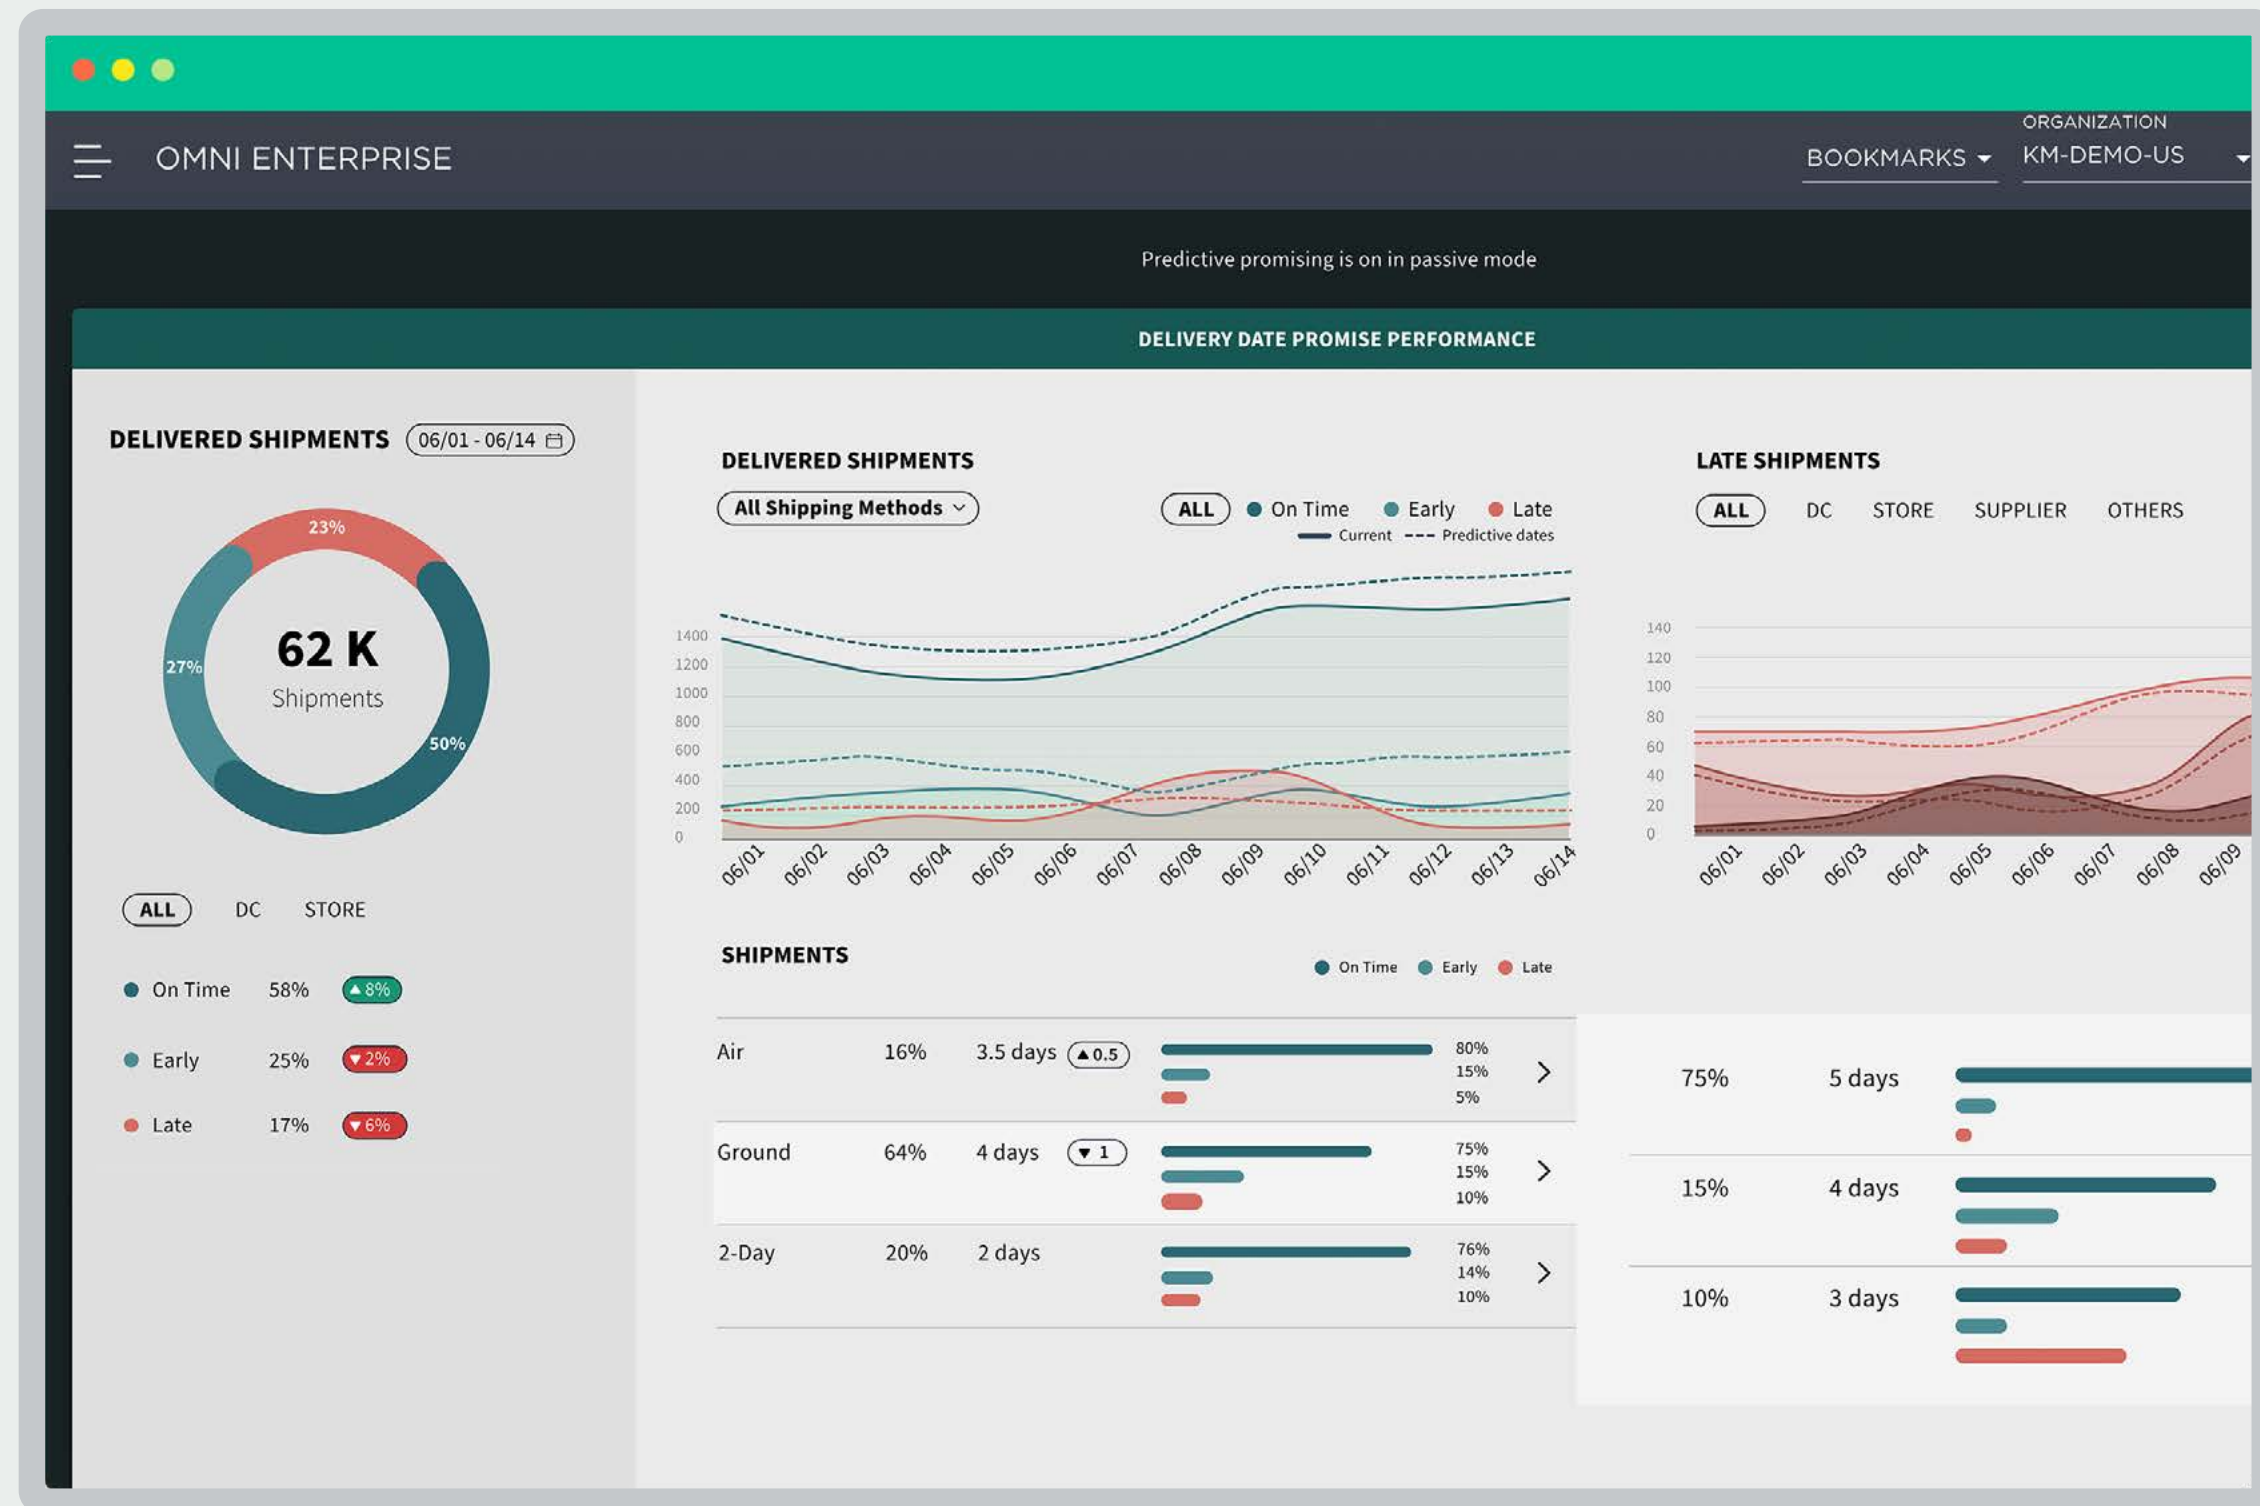 OMNI ENTERPRISE
BOOKMARKS
ORGANIZATION
KM-DEMO-US
Predictive promising is on in passive mode
DELIVERY DATE PROMISE PERFORMANCE
DELIVERED SHIPMENTS 06/01 - 06/14
23%
27%
62 K
Shipments
50%
ALL DC STORE
On Time 58% ▲8%
Early 25% ▼2%
Late 17% ▼6%
DELIVERED SHIPMENTS
All Shipping Methods
ALL On Time Early Late
Current Predictive dates
1400
1200
1000
800
600
400
200
0
06/01 06/02 06/03 06/04 06/05 06/06 06/07 06/08 06/09 06/10 06/11 06/12 06/13 06/14
LATE SHIPMENTS
ALL DC STORE SUPPLIER OTHERS
140
120
100
80
60
40
20
0
06/01 06/02 06/03 06/04 06/05 06/06 06/07 06/08 06/09
SHIPMENTS
On Time Early Late
Air 16% 3.5 days ▲0.5
80%
15%
5%
Ground 64% 4 days ▼ 1
75%
15%
10%
2-Day 20% 2 days
76%
14%
10%
75% 5 days
15% 4 days
10% 3 days